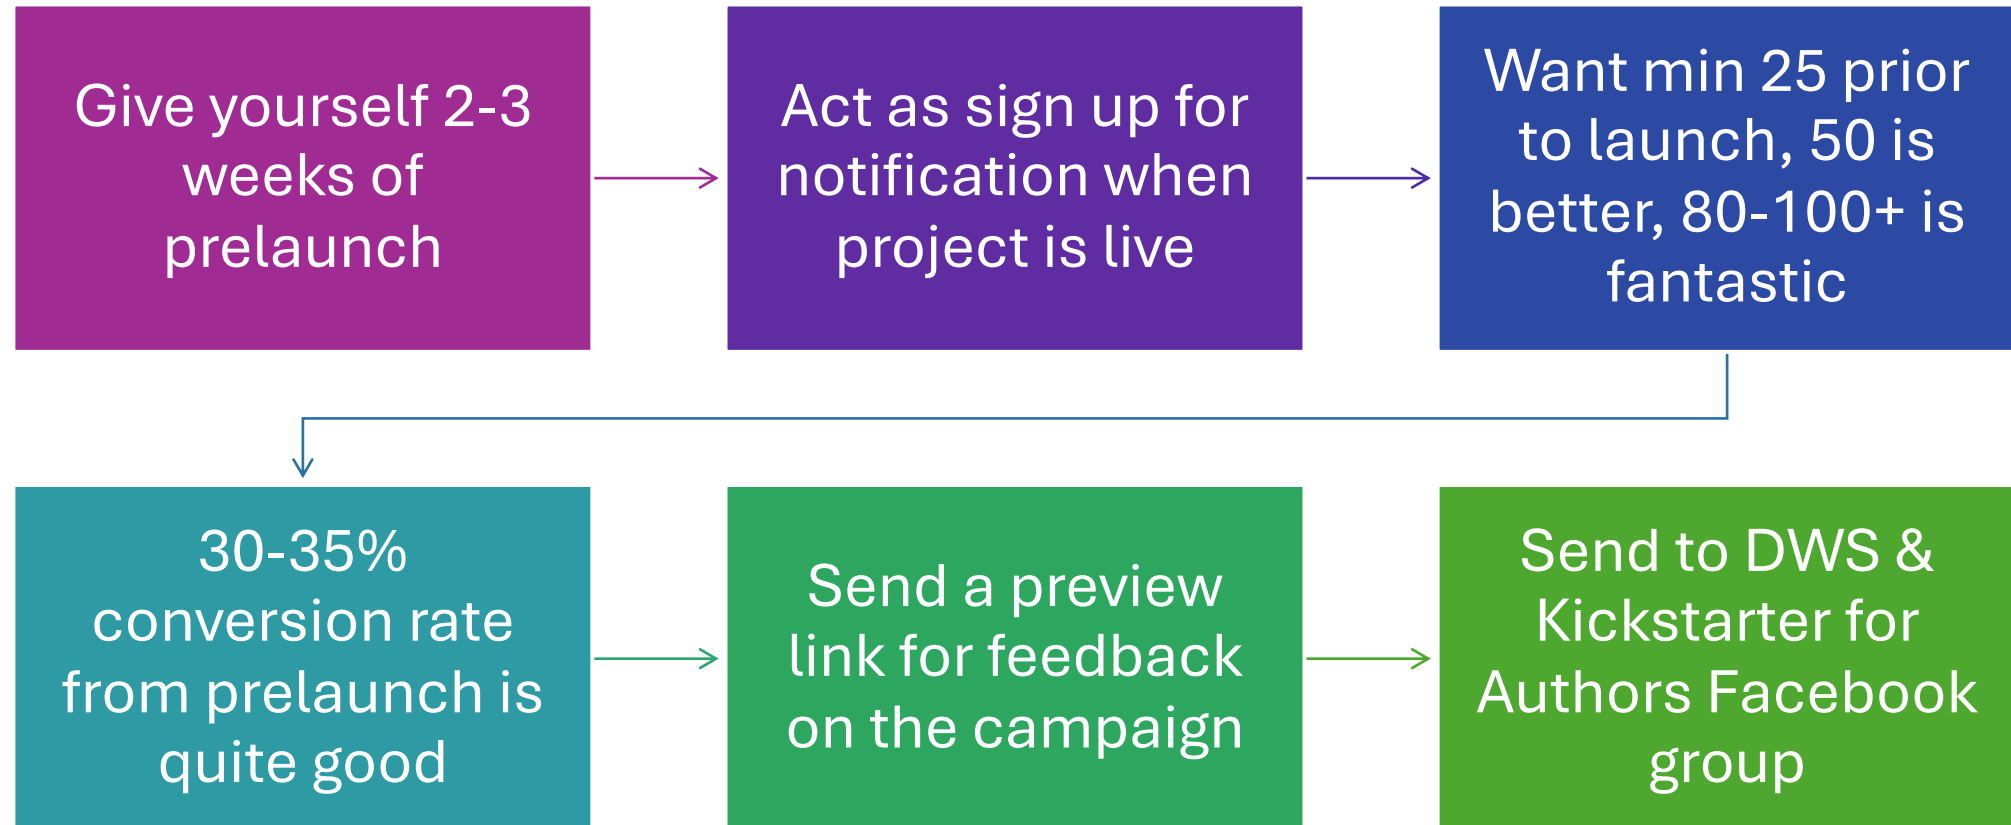 Give yourself 2-3
weeks of
prelaunch
Act as sign up for
notification when
project is live
Want min 25 prior
to launch, 50 is
better, 80-100+ is
fantastic
30-35%
conversion rate
from prelaunch is
quite good
Send a preview
link for feedback
on the campaign
Send to DWS &
Kickstarter for
Authors Facebook
group